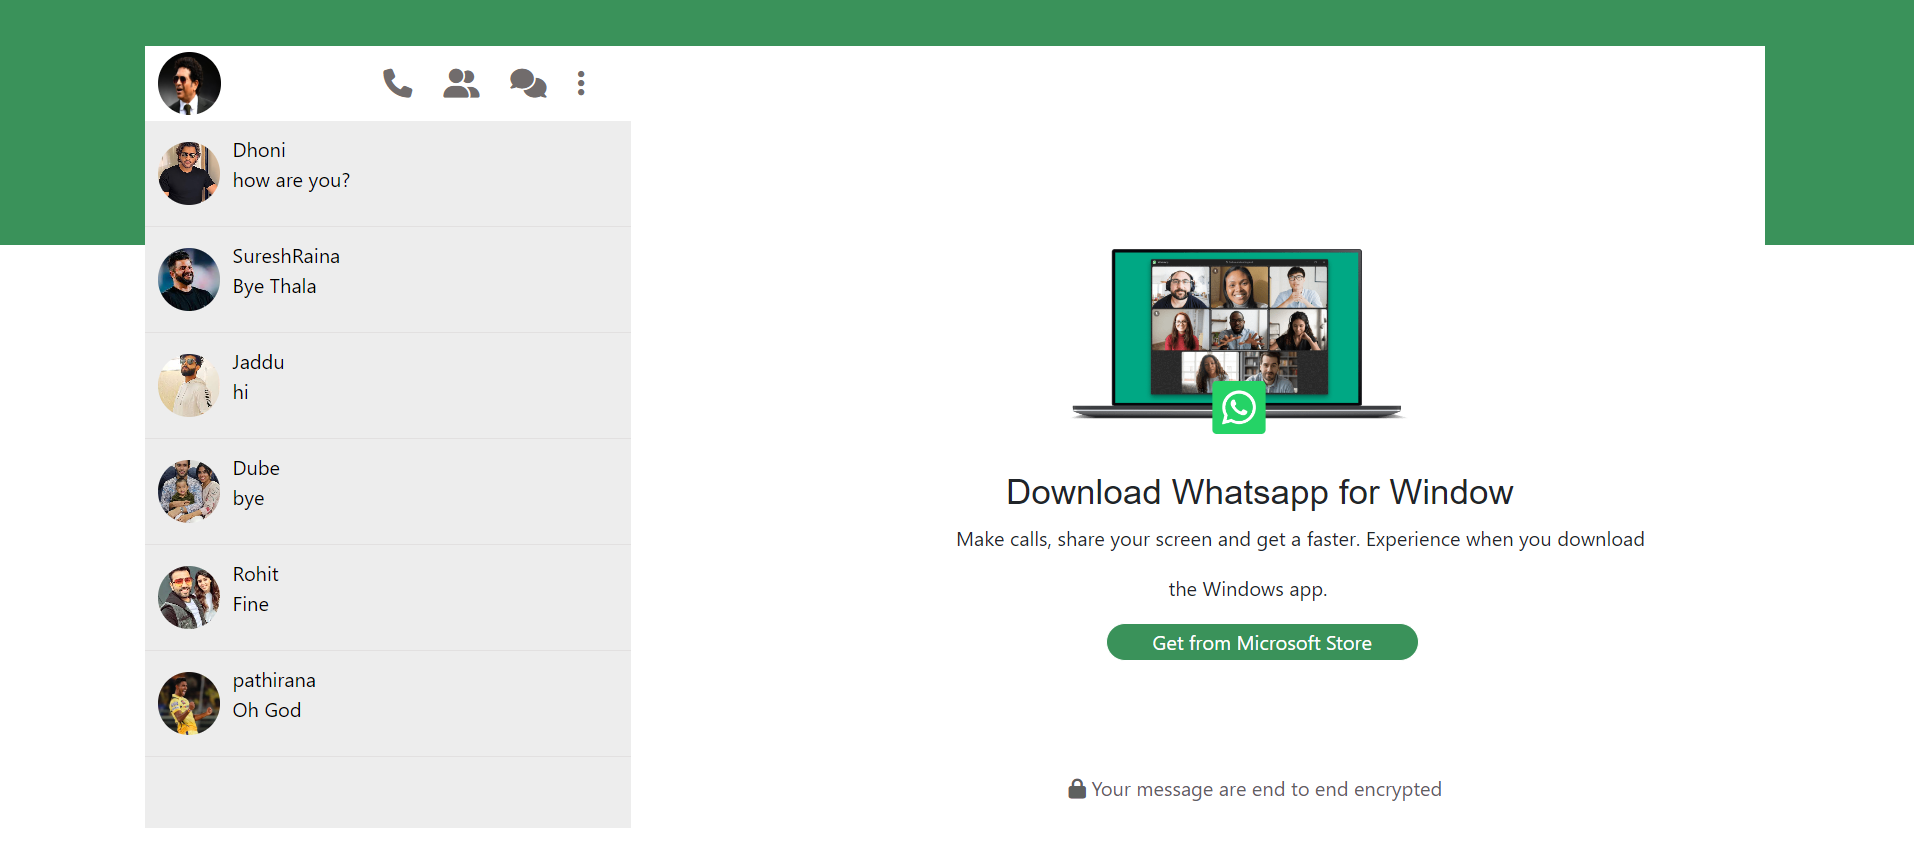 Dhoni
how are you?
SureshRaina
Bye Thala
Jaddu
hi
Dube
bye
Rohit
Fine
pathirana
Oh God
Download Whatsapp for Window
Make calls, share your screen and get a faster. Experience when you download
the Windows app.
Get from Microsoft Store
Your message are end to end encrypted